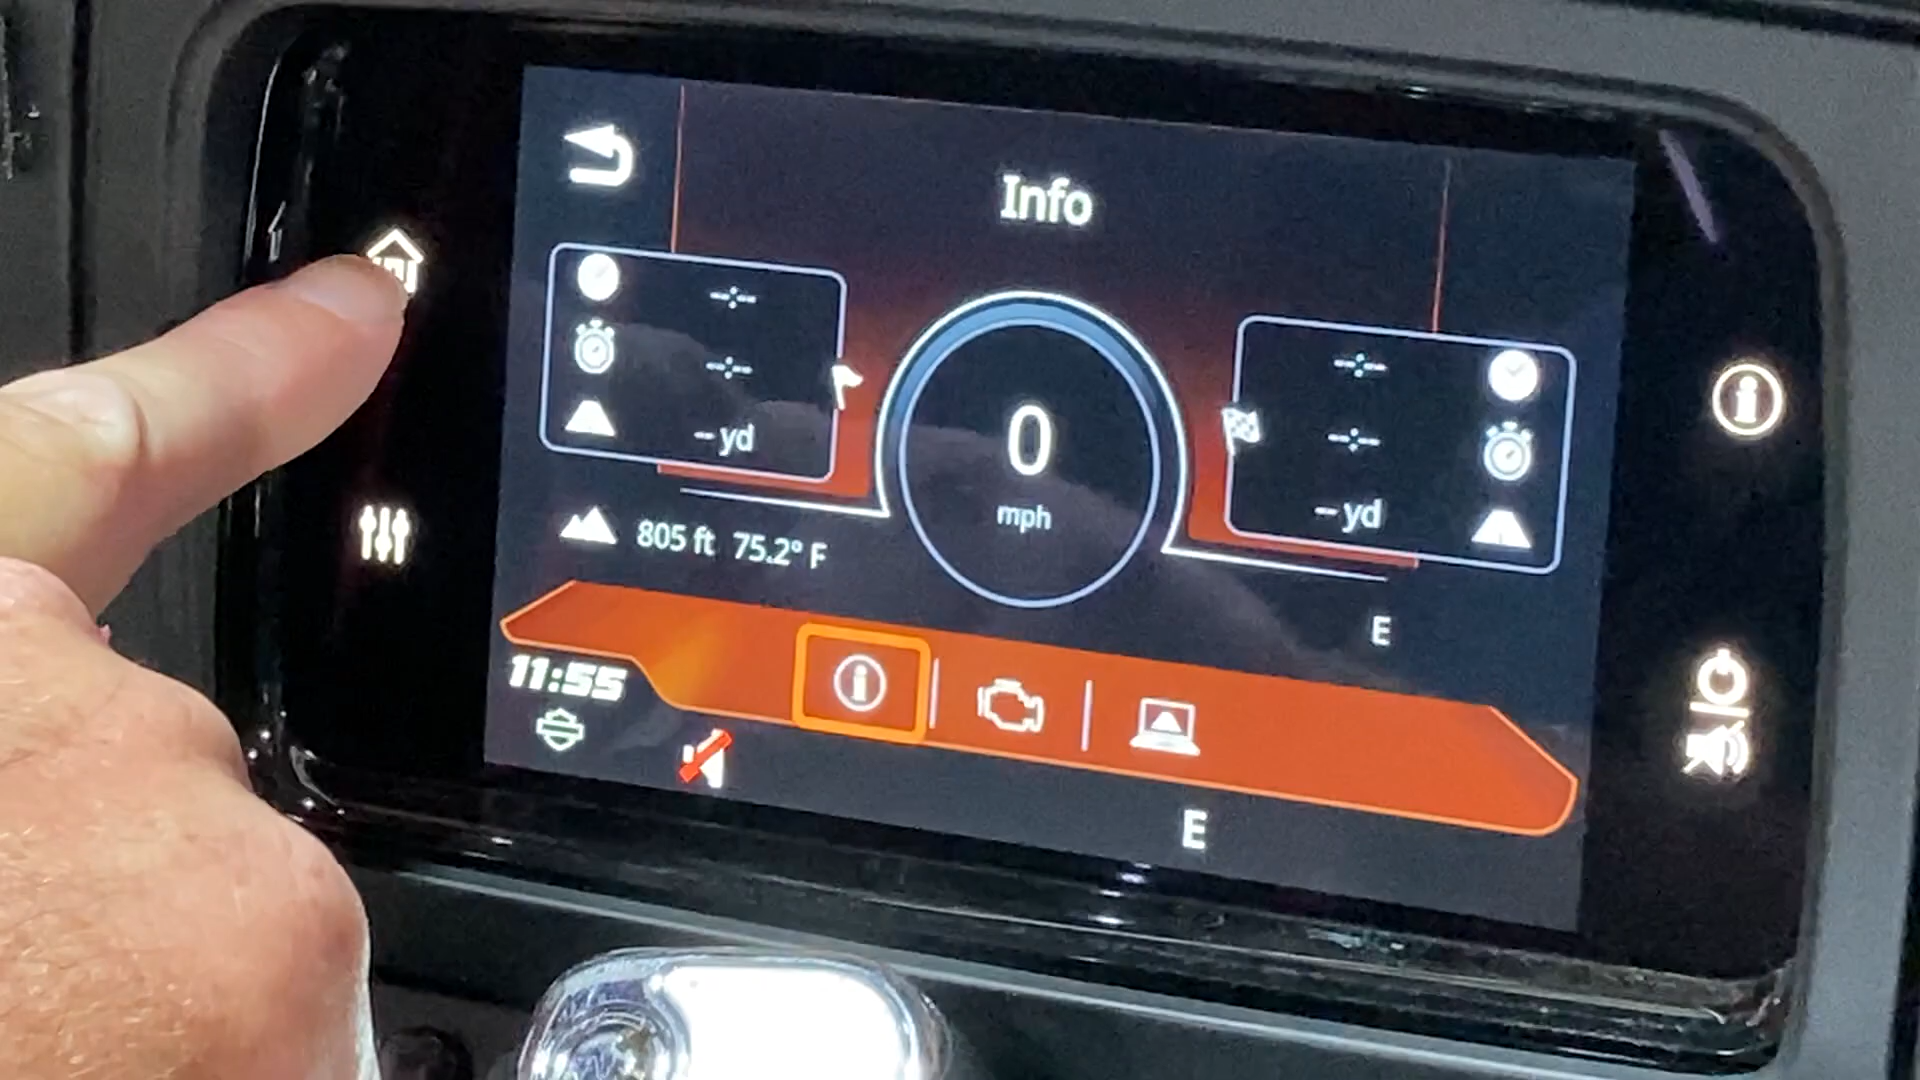 Info
--:--
--:--
-- yd
0
mph
--:--
--:--
-- yd
805 ft 75.2° F
E
11:55
E